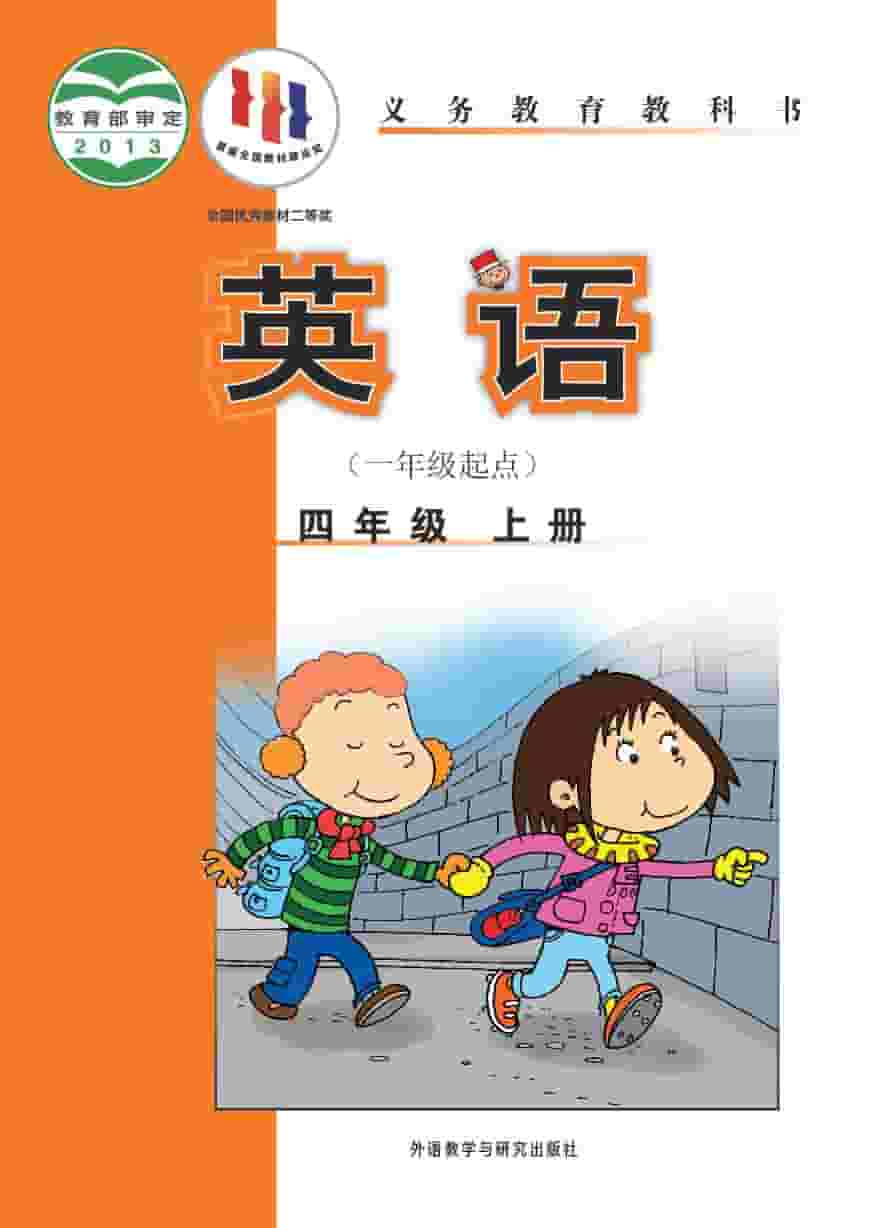 教育部审定
2013
首届全国教材建设奖
全国优秀教材二等奖
义务教育教科书
英语
（一年级起点）
四年级 上册
外语教学与研究出版社